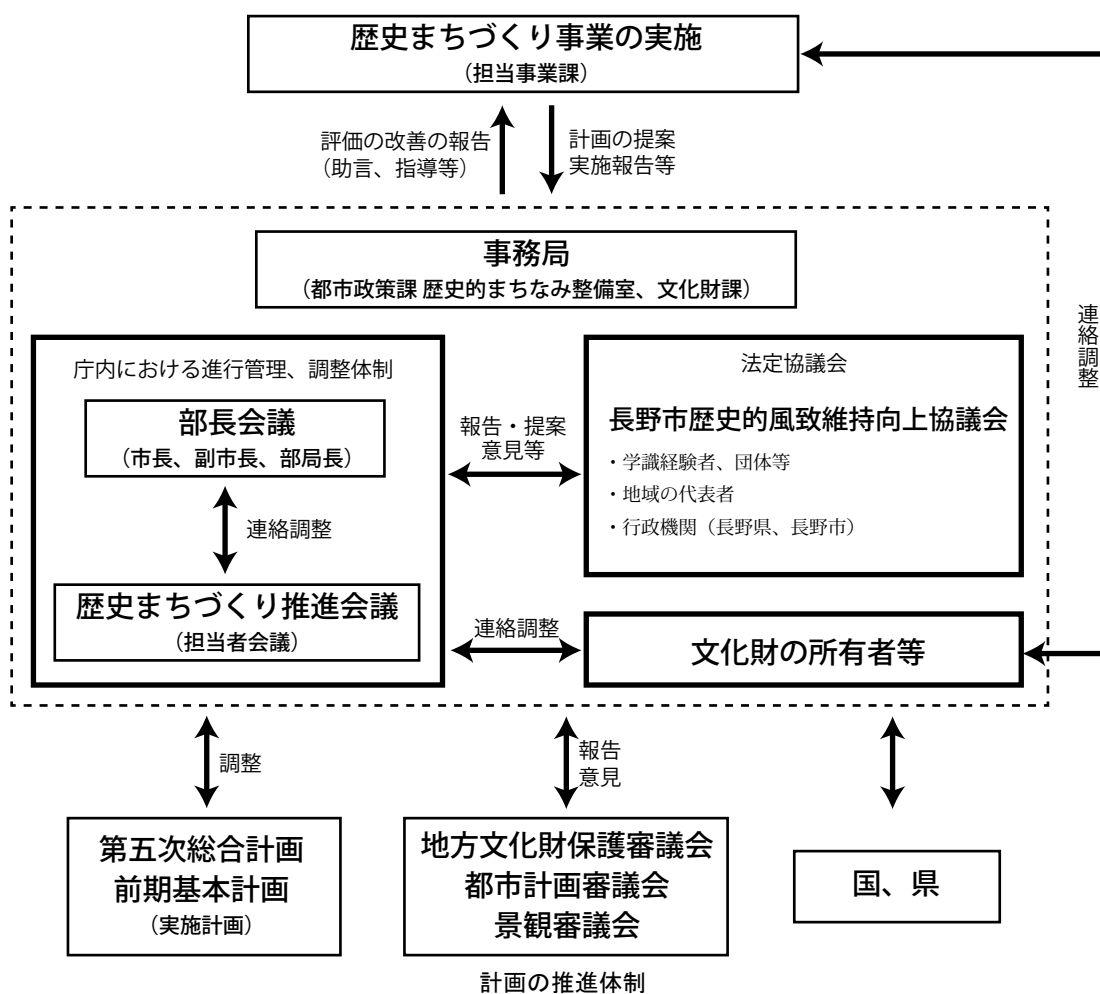 歴史まちづくり事業の実施
（担当事業課）
評価の改善の報告
（助言、指導等）
計画の提案
実施報告等
事務局
（都市政策課 歴史的まちなみ整備室、文化財課）
連絡調整
庁内における進行管理、調整体制
部長会議
（市長、副市長、部局長）
連絡調整
歴史まちづくり推進会議
（担当者会議）
報告・提案
意見等
連絡調整
法定協議会
長野市歴史的風致維持向上協議会
・学識経験者、団体等
・地域の代表者
・行政機関（長野県、長野市）
文化財の所有者等
調整
報告
意見
第五次総合計画
前期基本計画
（実施計画）
地方文化財保護審議会
都市計画審議会
景観審議会
国、県
計画の推進体制